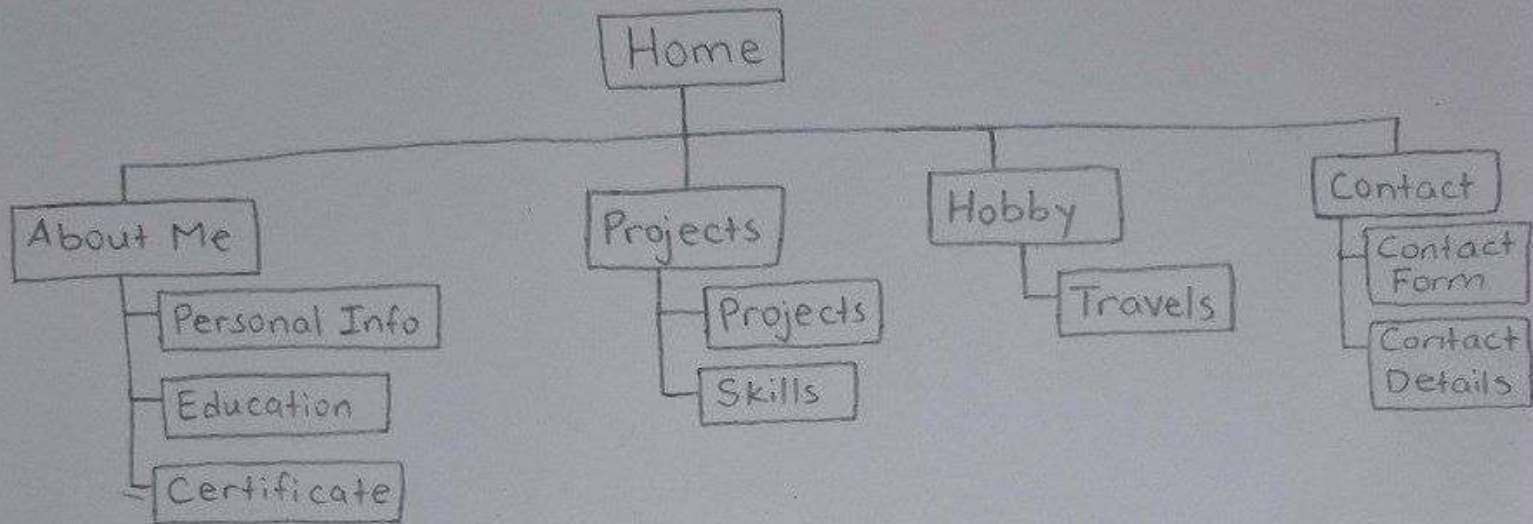 Home
About Me
Personal Info
Education
Certificate
Projects
Projects
Skills
Hobby
Travels
Contact
Contact
Form
Contact
Details